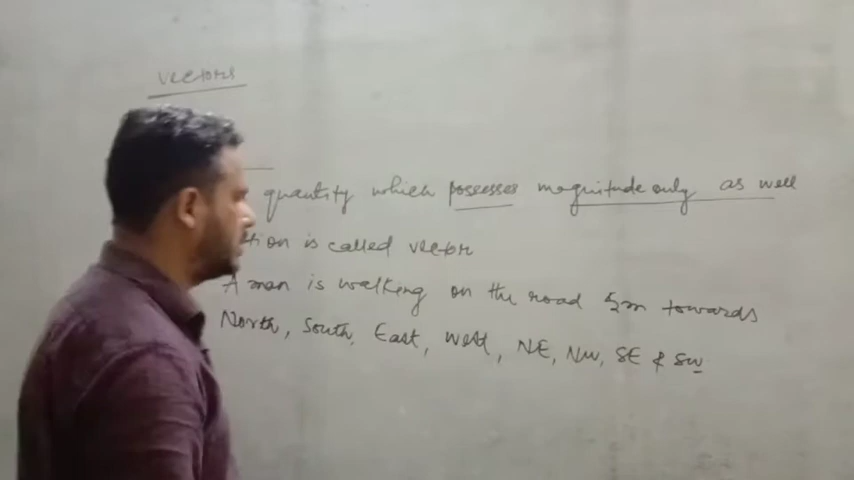 vectors
quantity which possesses magnitude only as well
tion is called vector
A man is walking on the road 5m towards
North, South, East, West, NE, NW, SE & SW